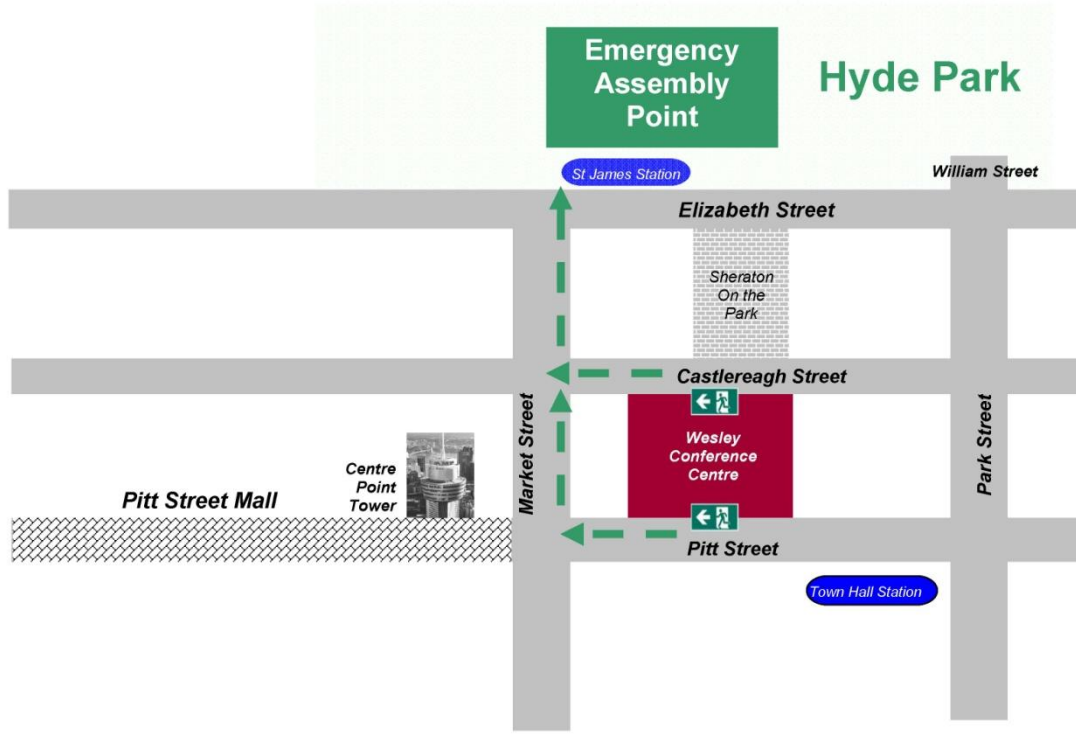 Emergency
Assembly
Point
Hyde Park
St James Station
William Street
Elizabeth Street
Sheraton
On the
Park
Castlereagh Street
Market Street
Wesley
Conference
Centre
Park Street
Centre
Point
Tower
Pitt Street Mall
Pitt Street
Town Hall Station